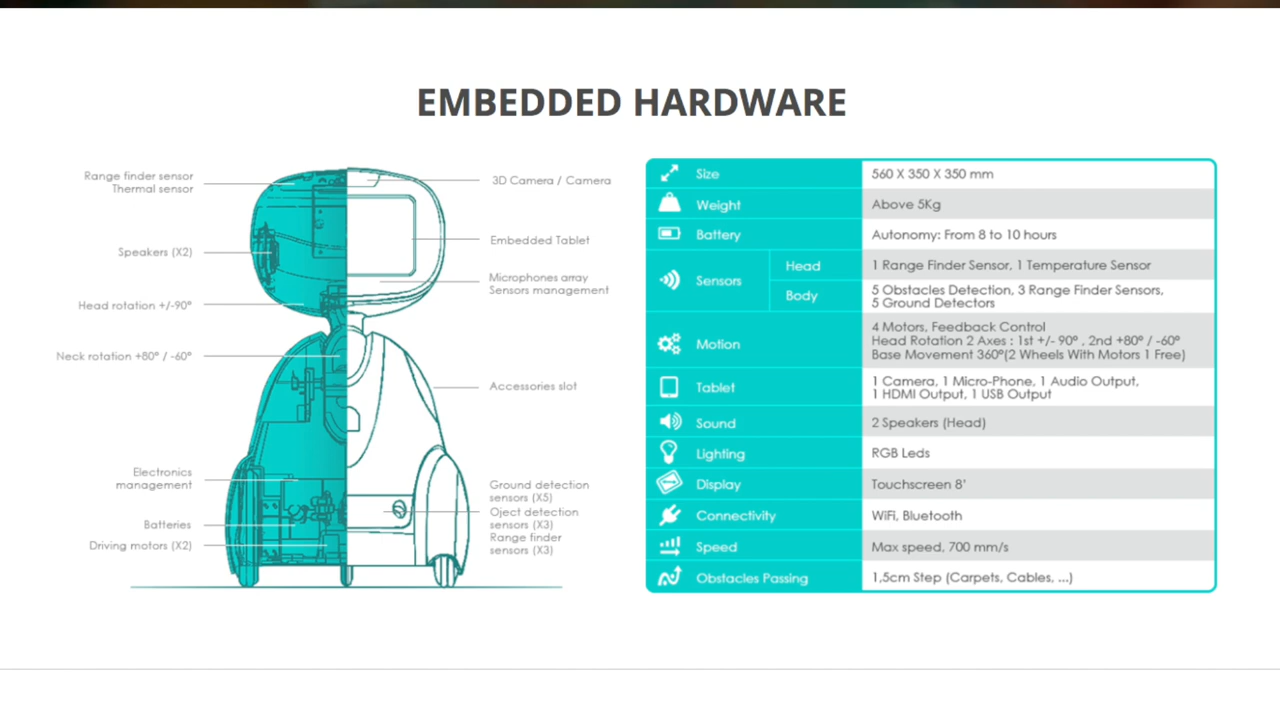 EMBEDDED HARDWARE
Range finder sensor
Thermal sensor
Speakers (X2)
Head rotation +/-90°
Neck rotation +80° / -60°
Electronics
management
Batteries
Driving motors (X2)
3D Camera / Camera
Embedded Tablet
Microphones array
Sensors management
Accessories slot
Ground detection
sensors (X5)
Oject detection
sensors (X3)
Range finder
sensors (X3)
Size 560 X 350 X 350 mm
Weight Above 5Kg
Battery Autonomy: From 8 to 10 hours
Sensors
Head 1 Range Finder Sensor, 1 Temperature Sensor
Body 5 Obstacles Detection, 3 Range Finder Sensors,
5 Ground Detectors
Motion 4 Motors, Feedback Control
Head Rotation 2 Axes : 1st +/- 90° , 2nd +80° / -60°
Base Movement 360°(2 Wheels With Motors 1 Free)
Tablet 1 Camera, 1 Micro-Phone, 1 Audio Output,
1 HDMI Output, 1 USB Output
Sound 2 Speakers (Head)
Lighting RGB Leds
Display Touchscreen 8'
Connectivity WiFi, Bluetooth
Speed Max speed, 700 mm/s
Obstacles Passing 1,5cm Step (Carpets, Cables, ...)